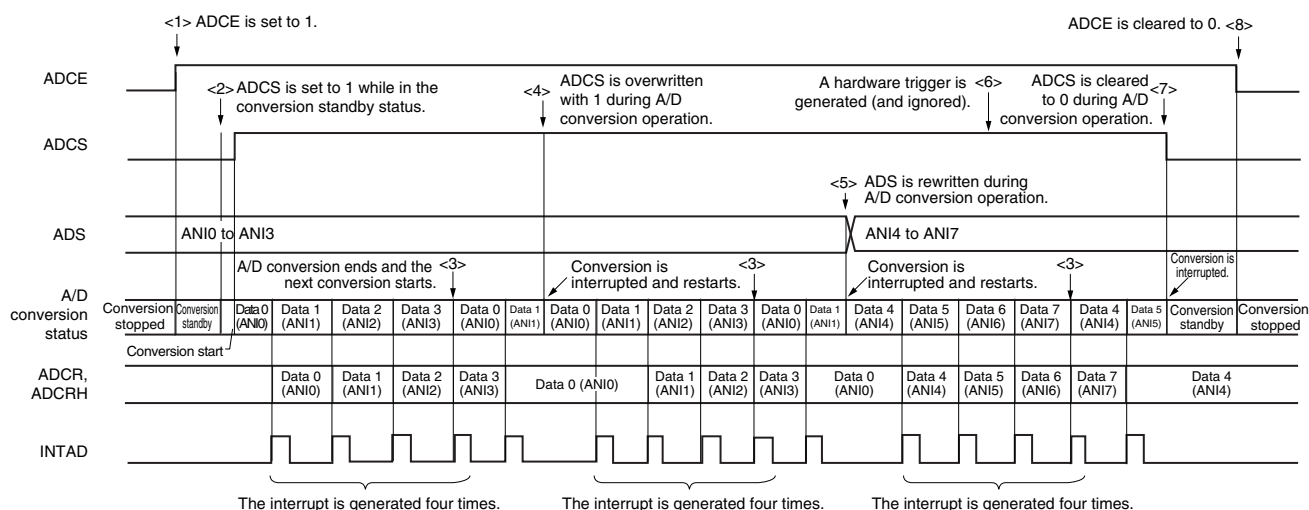 <1> ADCE is set to 1.
ADCE is cleared to 0. <8>
ADCE
<2> ADCS is set to 1 while in the
conversion standby status.
<4> ADCS is overwritten
with 1 during A/D
conversion operation.
A hardware trigger is
generated (and ignored). <6>
ADCS is cleared
to 0 during A/D
conversion operation. <7>
ADCS
<5> ADS is rewritten during
A/D conversion operation.
ADS
ANI0 to ANI3
ANI4 to ANI7
A/D conversion ends and the
next conversion starts. <3>
Conversion is
interrupted and restarts.
<3>
Conversion is
interrupted and restarts.
<3>
Conversion is
interrupted.
A/D
conversion
status
Conversion
stopped
Conversion
standby
Data 0
(ANI0)
Data 1
(ANI1)
Data 2
(ANI2)
Data 3
(ANI3)
Data 0
(ANI0)
Data 1
(ANI1)
Data 0
(ANI0)
Data 1
(ANI1)
Data 2
(ANI2)
Data 3
(ANI3)
Data 0
(ANI0)
Data 1
(ANI1)
Data 4
(ANI4)
Data 5
(ANI5)
Data 6
(ANI6)
Data 7
(ANI7)
Data 4
(ANI4)
Data 5
(ANI5)
Conversion
standby
Conversion
stopped
Conversion start
ADCR,
ADCRH
Data 0
(ANI0)
Data 1
(ANI1)
Data 2
(ANI2)
Data 3
(ANI3)
Data 0 (ANI0)
Data 1
(ANI1)
Data 2
(ANI2)
Data 3
(ANI3)
Data 0
(ANI0)
Data 4
(ANI4)
Data 5
(ANI5)
Data 6
(ANI6)
Data 7
(ANI7)
Data 4
(ANI4)
INTAD
The interrupt is generated four times.
The interrupt is generated four times.
The interrupt is generated four times.